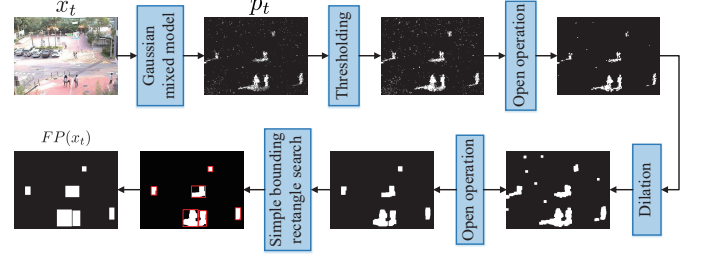 x_t
Gaussian
mixed model
p_t
Thresholding
Open operation
Dilation
Open operation
Simple bounding
rectangle search
FP(x_t)